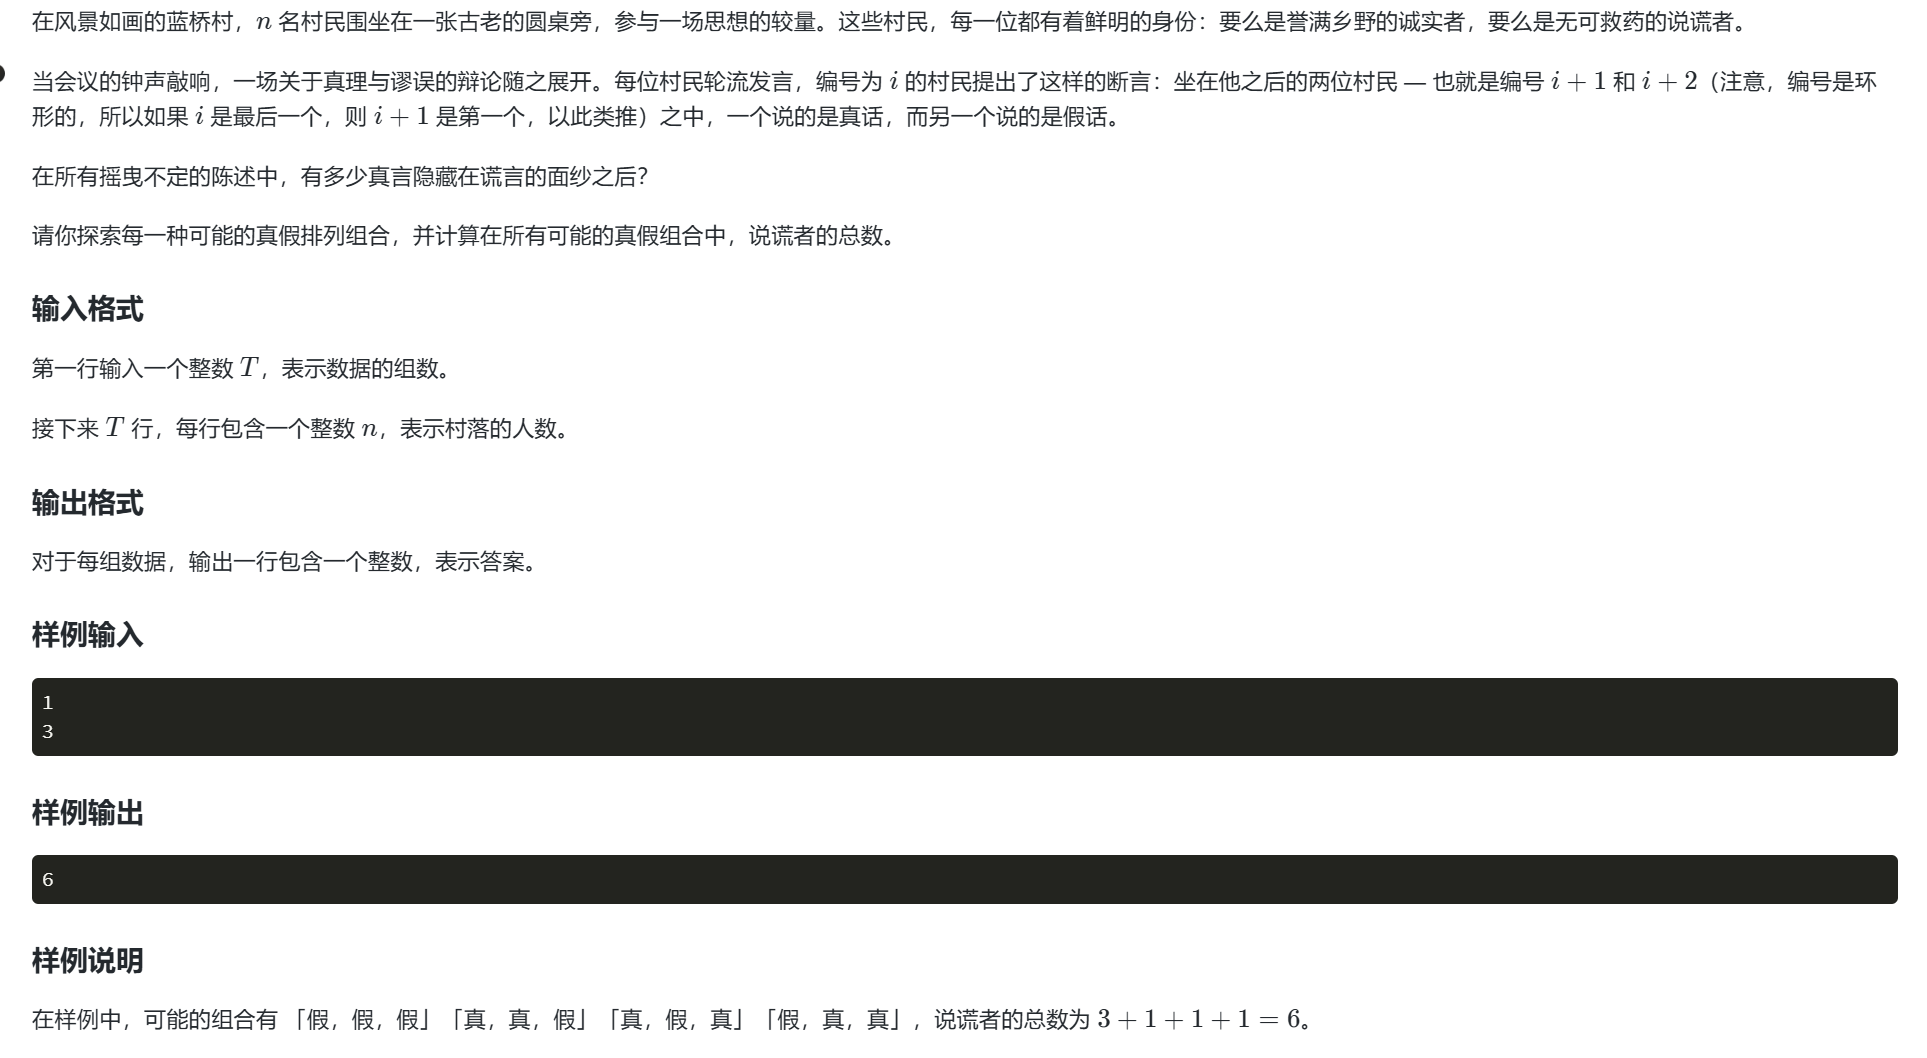 在风景如画的蓝桥村，n 名村民围坐在一张古老的圆桌旁，参与一场思想的较量。这些村民，每一位都有着鲜明的身份：要么是誉满乡野的诚实者，要么是无可救药的说谎者。
当会议的钟声敲响，一场关于真理与谬误的辩论随之展开。每位村民轮流发言，编号为 i 的村民提出了这样的断言：坐在他之后的两位村民 — 也就是编号 i + 1 和 i + 2（注意，编号是环
形的，所以如果 i 是最后一个，则 i + 1 是第一个，以此类推）之中，一个说的是真话，而另一个说的是假话。
在所有摇曳不定的陈述中，有多少真言隐藏在谎言的面纱之后？
请你探索每一种可能的真假排列组合，并计算在所有可能的真假组合中，说谎者的总数。
输入格式
第一行输入一个整数 T，表示数据的组数。
接下来 T 行，每行包含一个整数 n，表示村落的人数。
输出格式
对于每组数据，输出一行包含一个整数，表示答案。
样例输入
1
3
样例输出
6
样例说明
在样例中，可能的组合有 「假，假，假」「真，真，假」「真，假，真」「假，真，真」，说谎者的总数为 3 + 1 + 1 + 1 = 6。